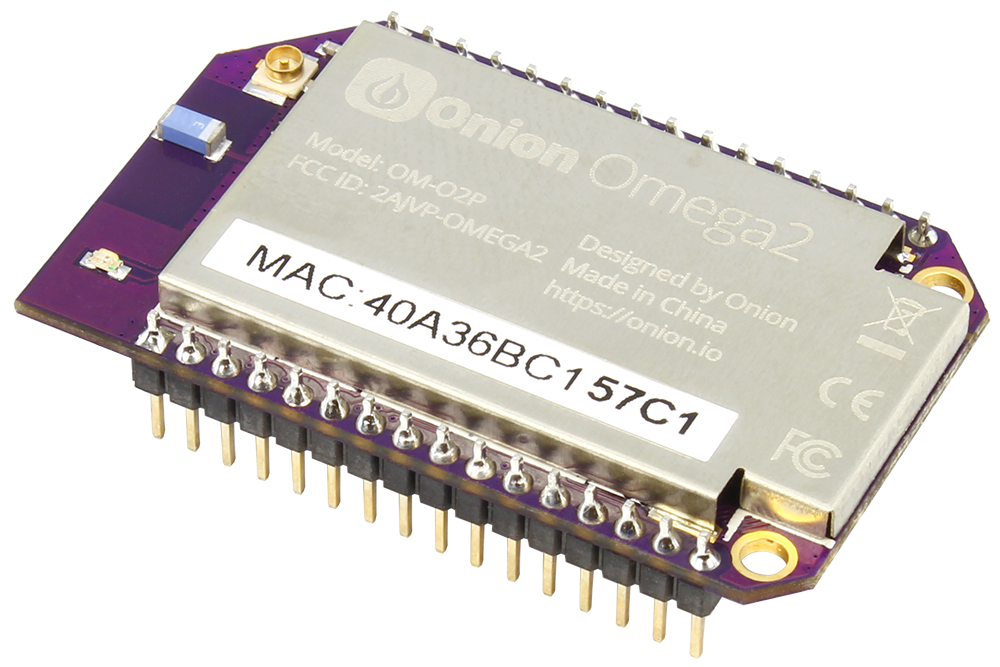 Onion Omega2
Model: OM-O2P
FCC ID: 2AJVP-OMEGA2
Designed by Onion
Made in China
https://onion.io
MAC:40A36BC157C1
CE
FC